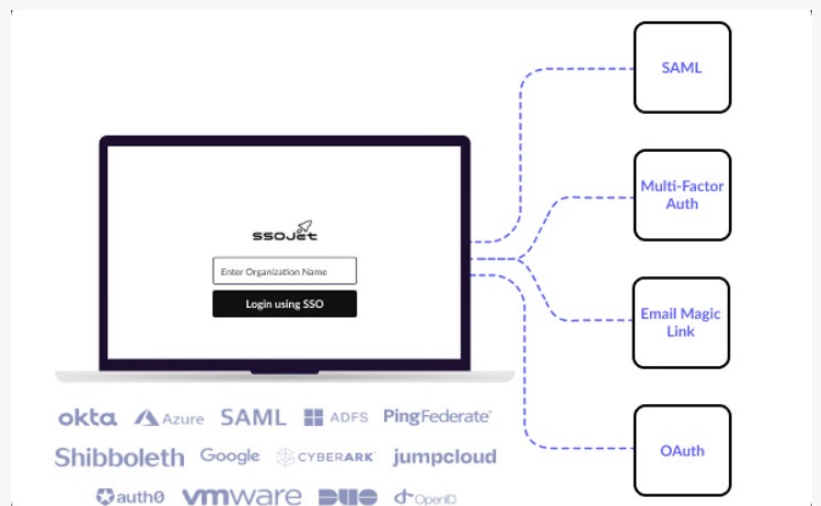 SAML
Multi-Factor
Auth
SSOJet
Enter Organization Name
Login using SSO
Email Magic
Link
OAuth
okta Azure SAML ADFS PingFederate®
Shibboleth Google CYBERARK jumpcloud
auth0 vmware DUO OpenID